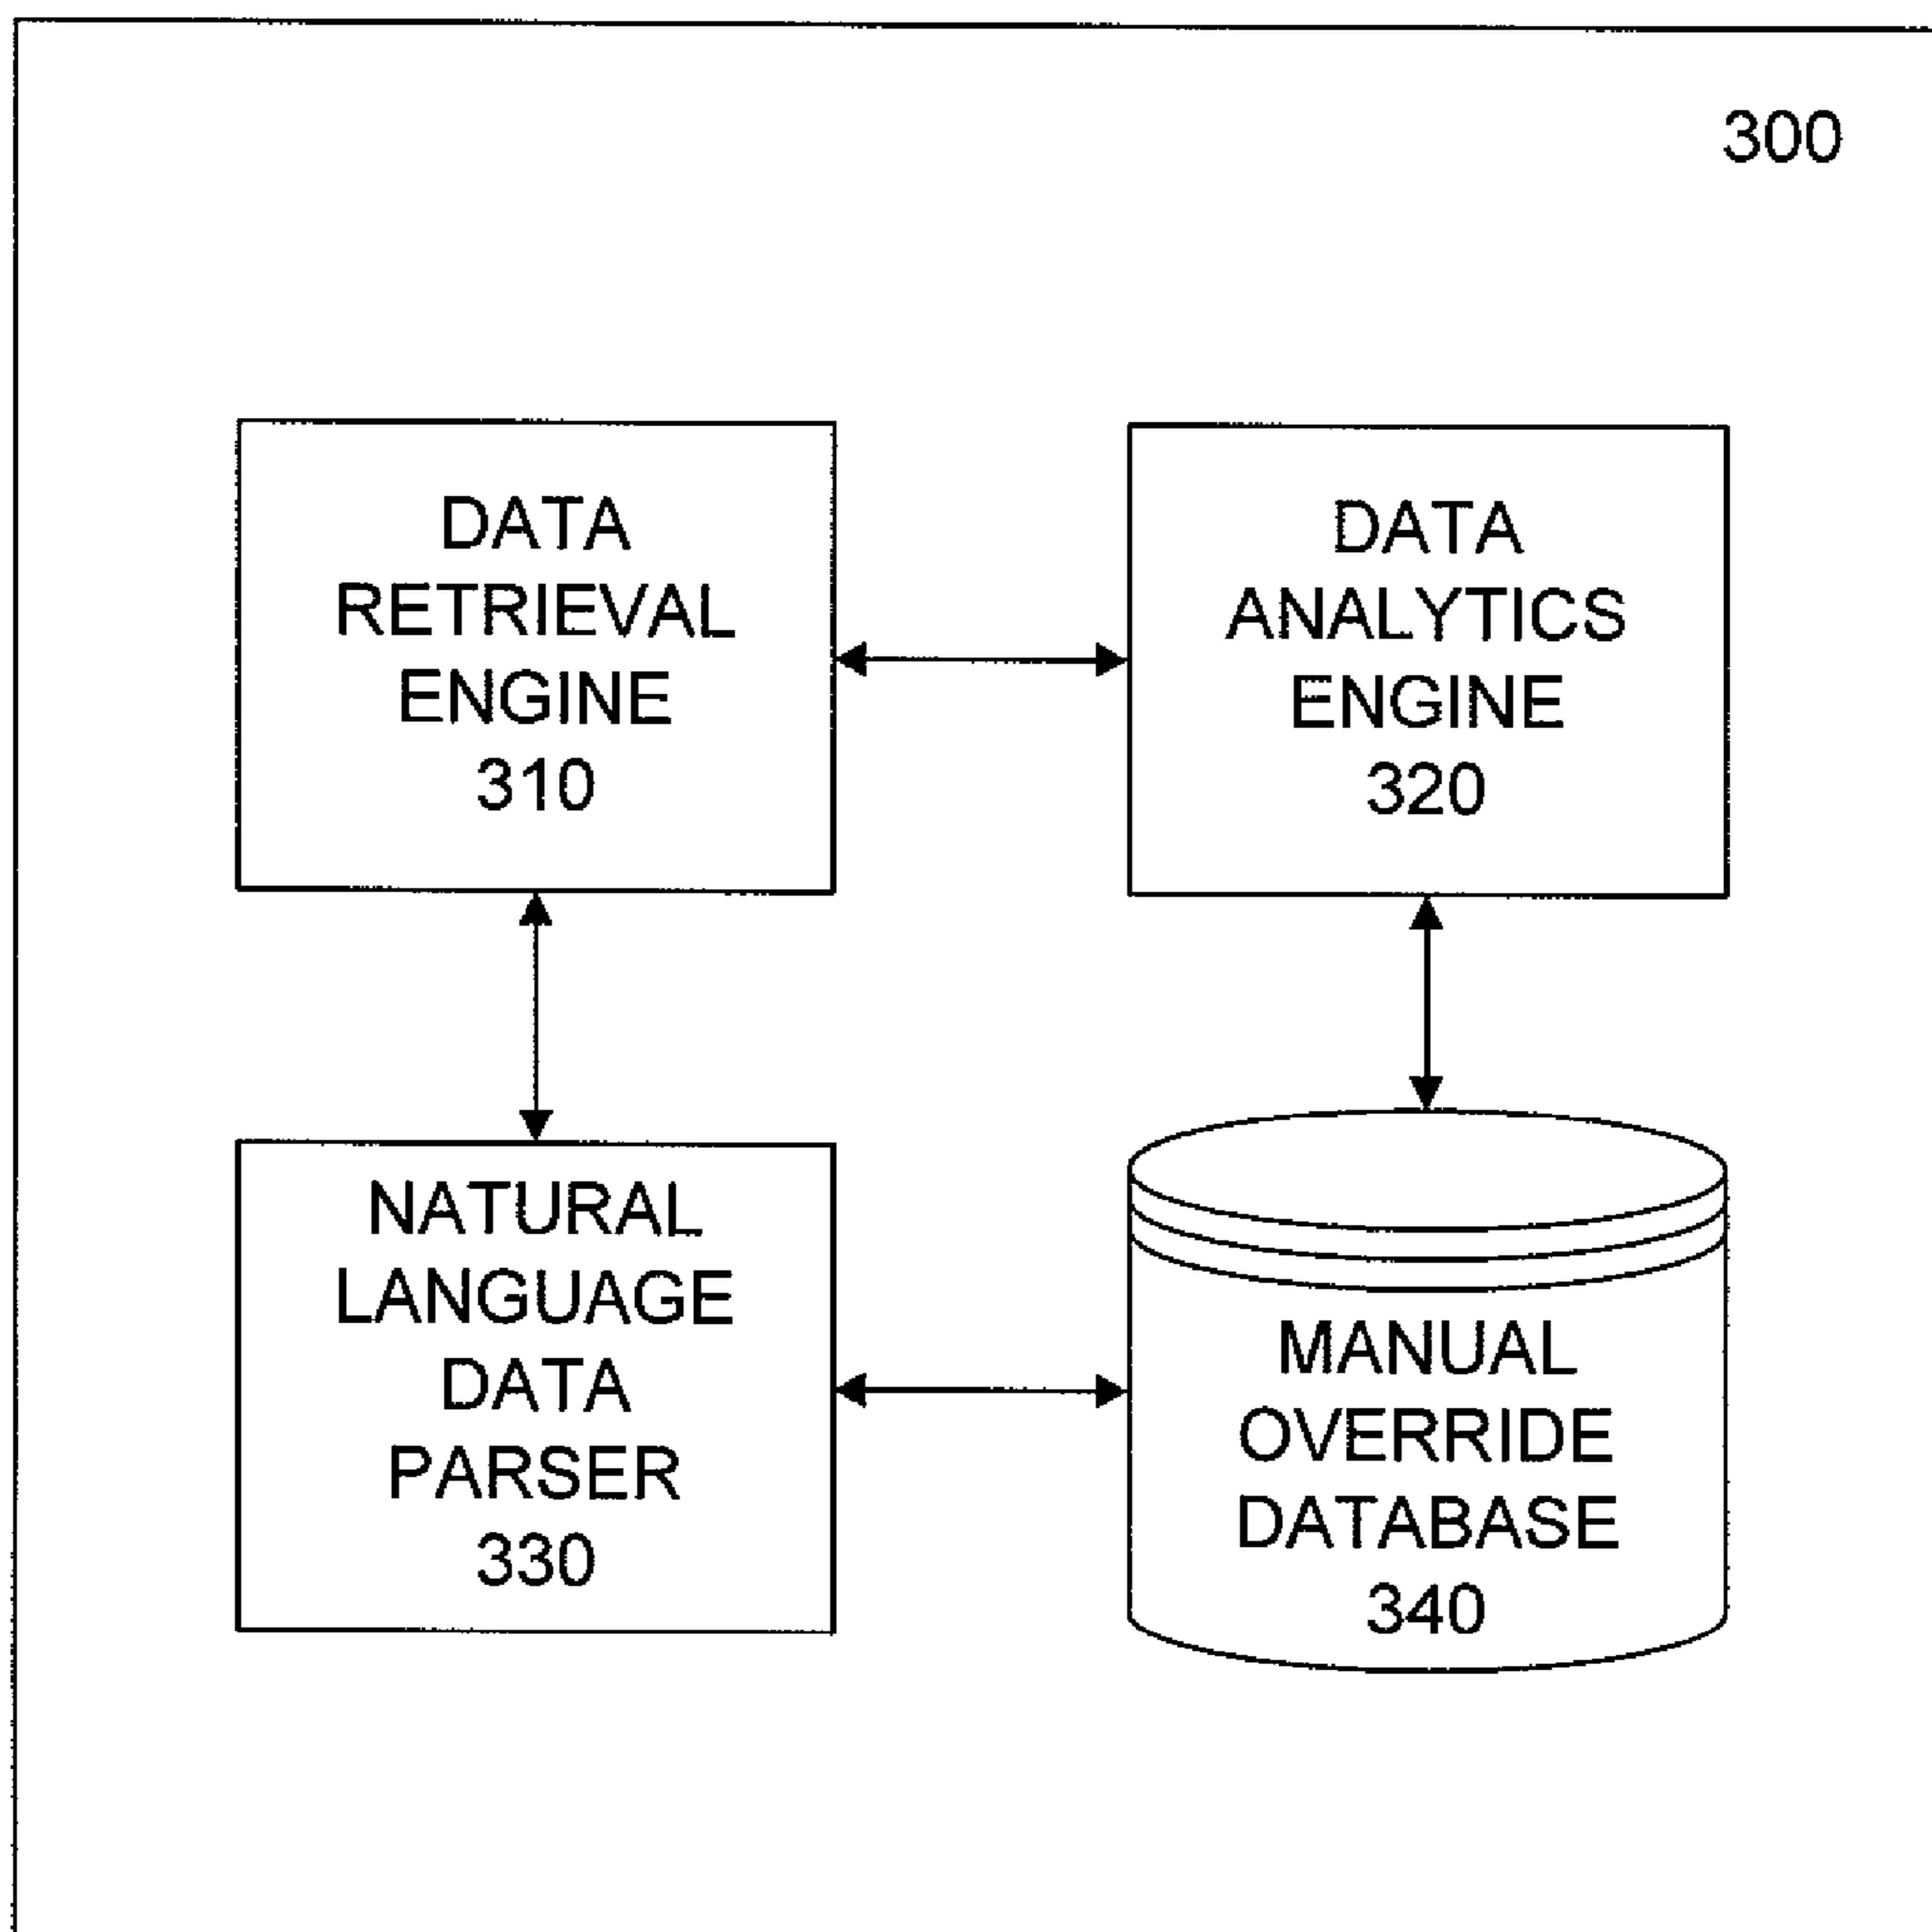 300
DATA
RETRIEVAL
ENGINE
310
DATA
ANALYTICS
ENGINE
320
NATURAL
LANGUAGE
DATA
PARSER
330
MANUAL
OVERRIDE
DATABASE
340